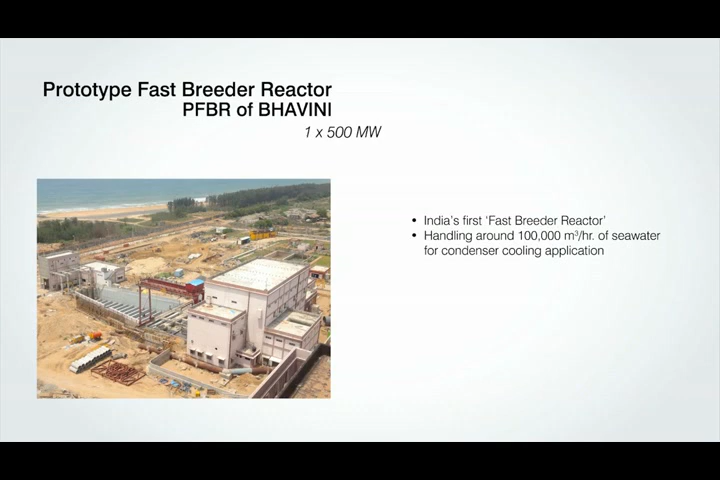 Prototype Fast Breeder Reactor
PFBR of BHAVINI
1 x 500 MW
• India's first ‘Fast Breeder Reactor’
• Handling around 100,000 m³/hr. of seawater
for condenser cooling application